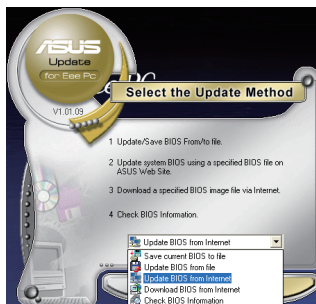 ASUS
Update
for Eee Pc
V1.01.09
Select the Update Method
1 Update/Save BIOS From/to file.
2 Update system BIOS using a specified BIOS file on
ASUS Web Site.
3 Download a specified BIOS image file via Internet.
4 Check BIOS Information.
Update BIOS from Internet
Save current BIOS to file
Update BIOS from file
Update BIOS from Internet
Download BIOS from Internet
Check BIOS Information